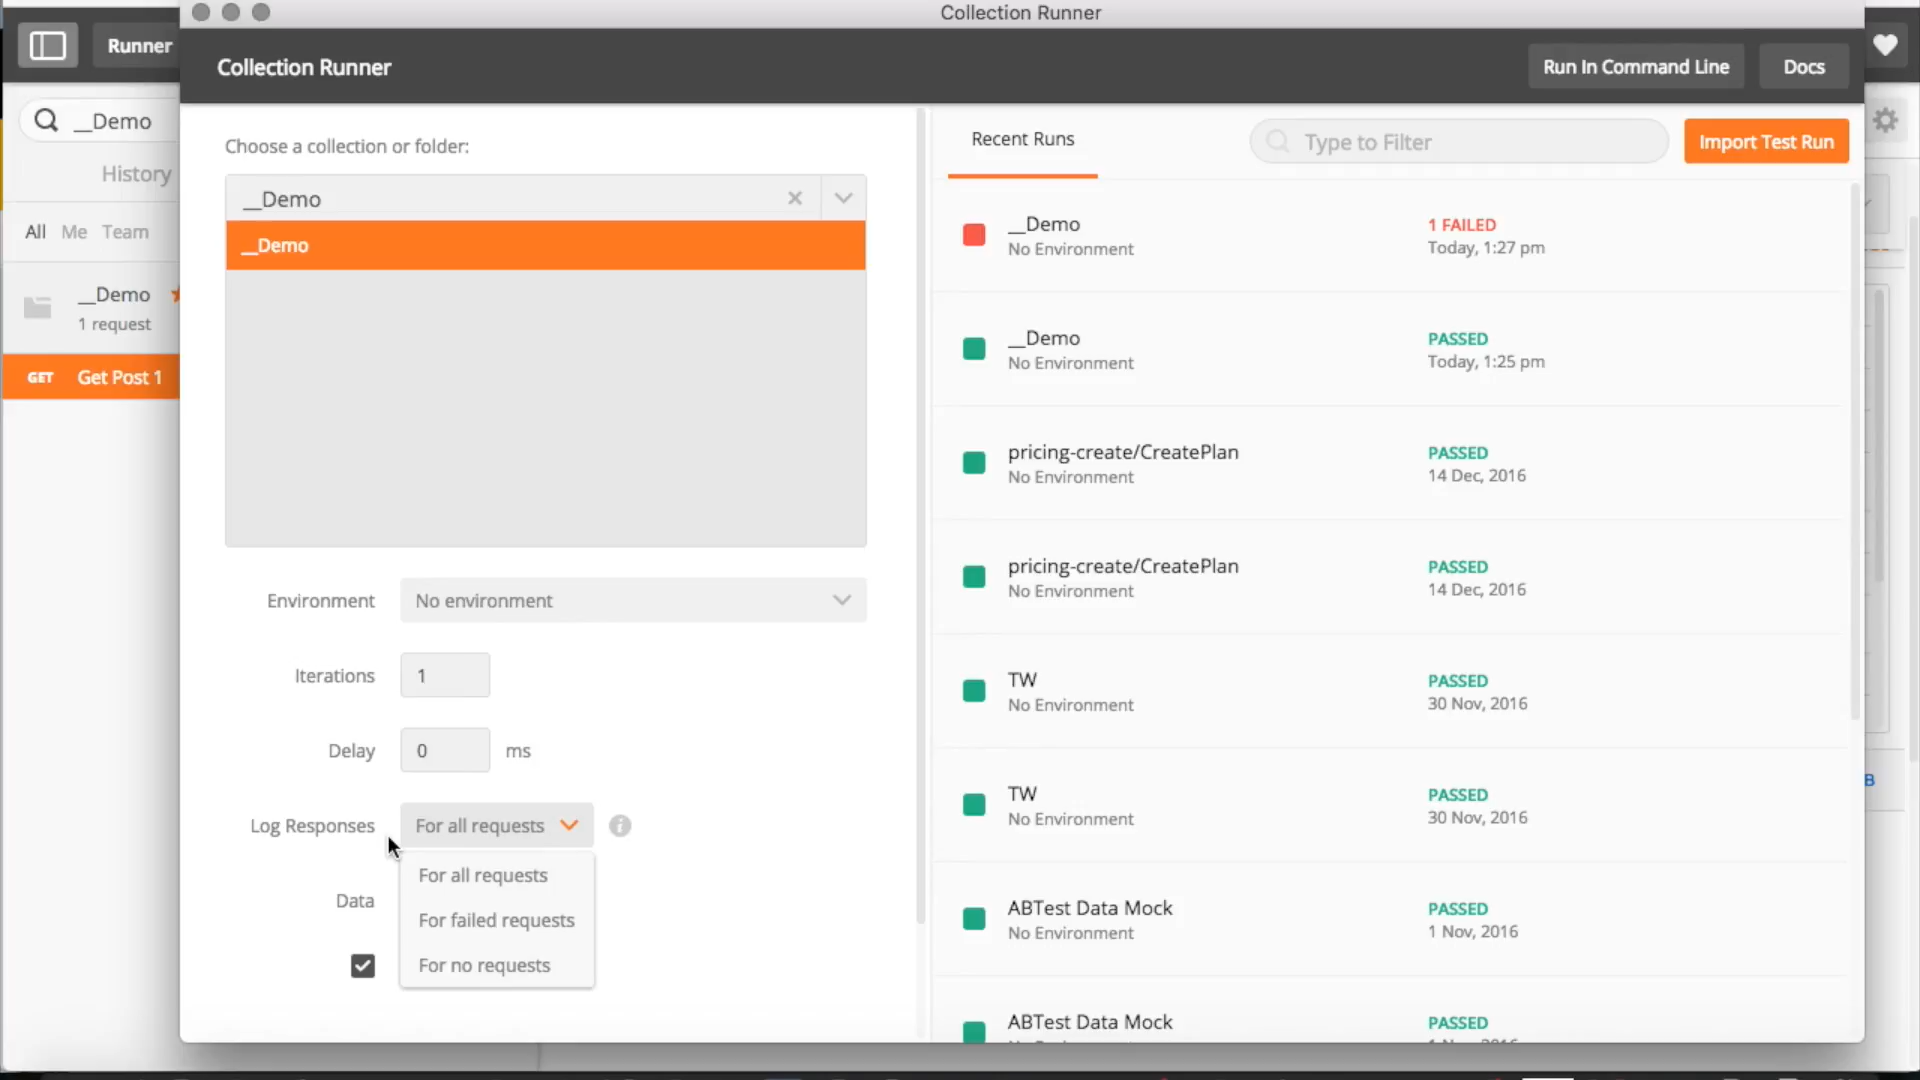 Collection Runner
Runner
Collection Runner
Run In Command Line
Docs
__Demo
History
All Me Team
__Demo
1 request
GET Get Post 1
Choose a collection or folder:
__Demo
__Demo
Environment No environment
Iterations 1
Delay 0 ms
Log Responses For all requests
For all requests
For failed requests
For no requests
Data
Recent Runs
Type to Filter
Import Test Run
__Demo
No Environment
1 FAILED
Today, 1:27 pm
__Demo
No Environment
PASSED
Today, 1:25 pm
pricing-create/CreatePlan
No Environment
PASSED
14 Dec, 2016
pricing-create/CreatePlan
No Environment
PASSED
14 Dec, 2016
TW
No Environment
PASSED
30 Nov, 2016
TW
No Environment
PASSED
30 Nov, 2016
ABTest Data Mock
No Environment
PASSED
1 Nov, 2016
ABTest Data Mock
PASSED
B